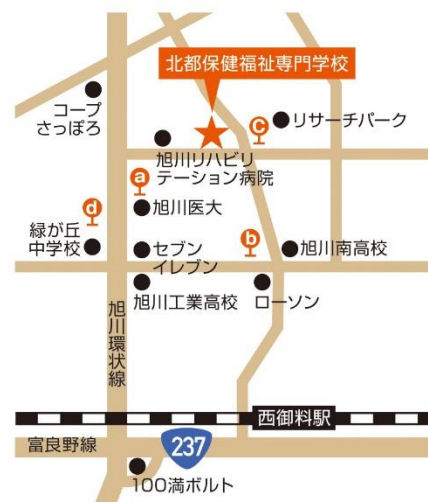 北都保健福祉専門学校
コープ
さっぽろ
リサーチパーク
c
旭川リハビリ
テーション病院
a
旭川医大
d
緑が丘
中学校
セブン
イレブン
b
旭川南高校
旭川工業高校
ローソン
旭川環状線
西御料駅
富良野線
237
100満ボルト